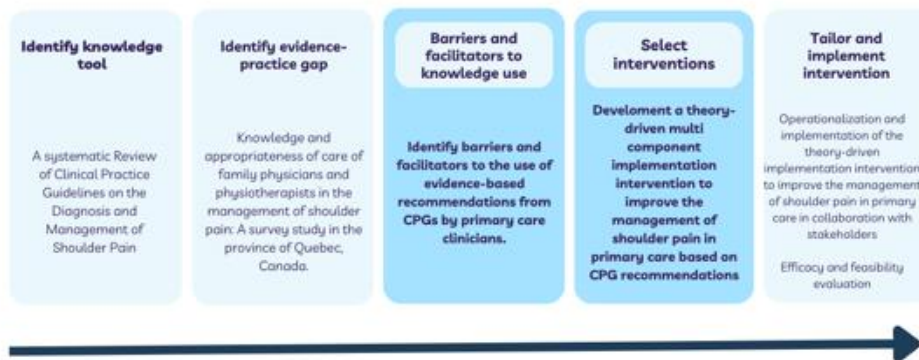 Identify knowledge
tool
A systematic Review
of Clinical Practice
Guidelines on the
Diagnosis and
Management of
Shoulder Pain
Identify evidence-
practice gap
Knowledge and
appropriateness of care of
family physicians and
physiotherapists in the
management of shoulder
pain: A survey study in the
province of Quebec,
Canada.
Barriers and
facilitators to
knowledge use
Identify barriers and
facilitators to the use of
evidence-based
recommendations from
CPGs by primary care
clinicians.
Select
interventions
Develoment a theory-
driven multi
component
implementation
intervention to
improve the
management of
shoulder pain in
primary care based on
CPG recommendations
Tailor and
implement
intervention
Operationalization and
implementation of the
theory-driven
implementation intervention
to improve the management
of shoulder pain in primary
care in collaboration with
stakeholders
Efficacy and feasibility
evaluation